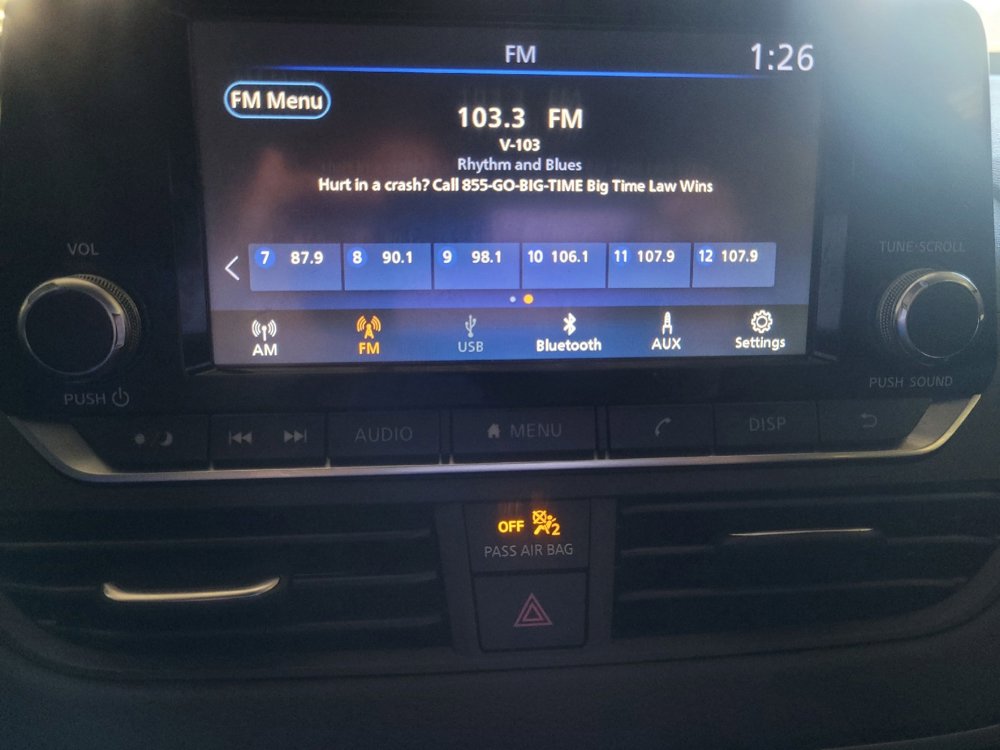 FM 1:26
FM Menu
103.3 FM
V-103
Rhythm and Blues
Hurt in a crash? Call 855-GO-BIG-TIME Big Time Law Wins
VOL
TUNE·SCROLL
7 87.9 8 90.1 9 98.1 10 106.1 11 107.9 12 107.9
AM FM USB Bluetooth AUX Settings
PUSH
PUSH SOUND
AUDIO MENU DISP
OFF 2
PASS AIR BAG